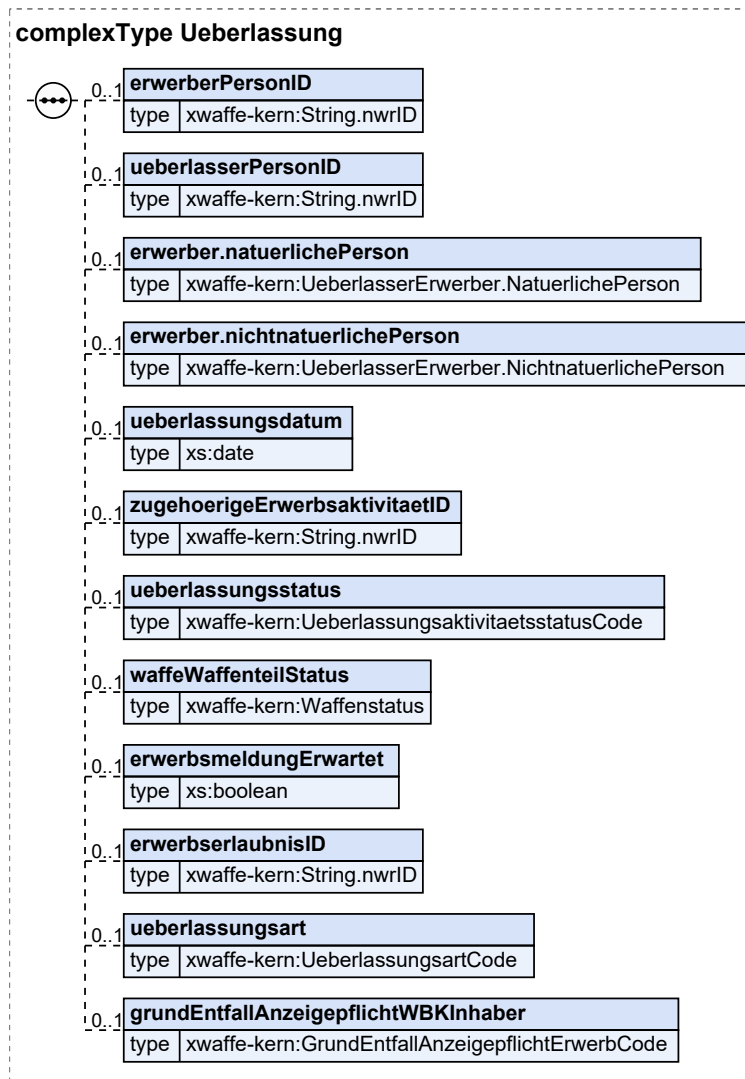 complexType Ueberlassung
0..1 erwerberPersonID
type xwaffe-kern:String.nwrID
0..1 ueberlasserPersonID
type xwaffe-kern:String.nwrID
0..1 erwerber.natuerlichePerson
type xwaffe-kern:UeberlasserErwerber.NatuerlichePerson
0..1 erwerber.nichtnatuerlichePerson
type xwaffe-kern:UeberlasserErwerber.NichtnatuerlichePerson
0..1 ueberlassungsdatum
type xs:date
0..1 zugehoerigeErwerbsaktivitaetID
type xwaffe-kern:String.nwrID
0..1 ueberlassungsstatus
type xwaffe-kern:UeberlassungsaktivitaetsstatusCode
0..1 waffeWaffenteilStatus
type xwaffe-kern:Waffenstatus
0..1 erwerbsmeldungErwartet
type xs:boolean
0..1 erwerbserlaubnisID
type xwaffe-kern:String.nwrID
0..1 ueberlassungsart
type xwaffe-kern:UeberlassungsartCode
0..1 grundEntfallAnzeigepflichtWBKInhaber
type xwaffe-kern:GrundEntfallAnzeigepflichtErwerbCode